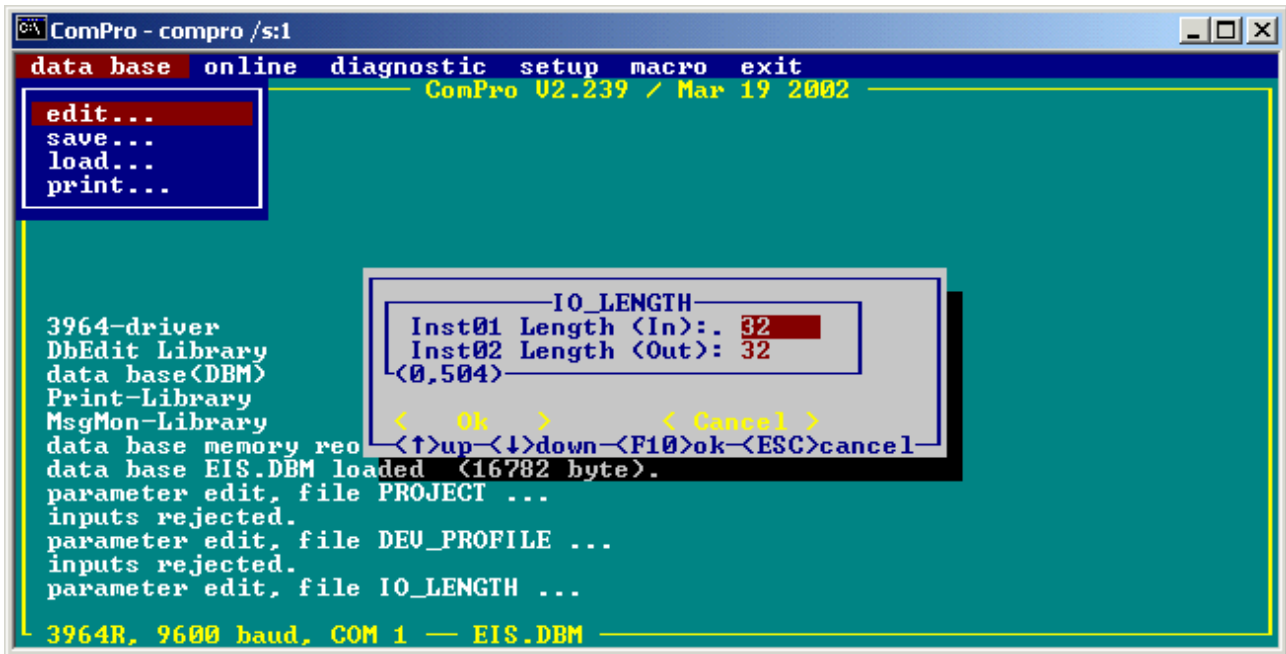 ComPro - compro /s:1
data base online diagnostic setup macro exit
ComPro V2.239 / Mar 19 2002
edit...
save...
load...
print...
IO_LENGTH
Inst01 Length (In):. 32
Inst02 Length (Out): 32
(0,504)
< Ok > < Cancel >
<↑>up-<↓>down-<F10>ok-<ESC>cancel
3964-driver
DbEdit Library
data base(DBM)
Print-Library
MsgMon-Library
data base memory reo
data base EIS.DBM loaded (16782 byte).
parameter edit, file PROJECT ...
inputs rejected.
parameter edit, file DEV_PROFILE ...
inputs rejected.
parameter edit, file IO_LENGTH ...
3964R, 9600 baud, COM 1 — EIS.DBM